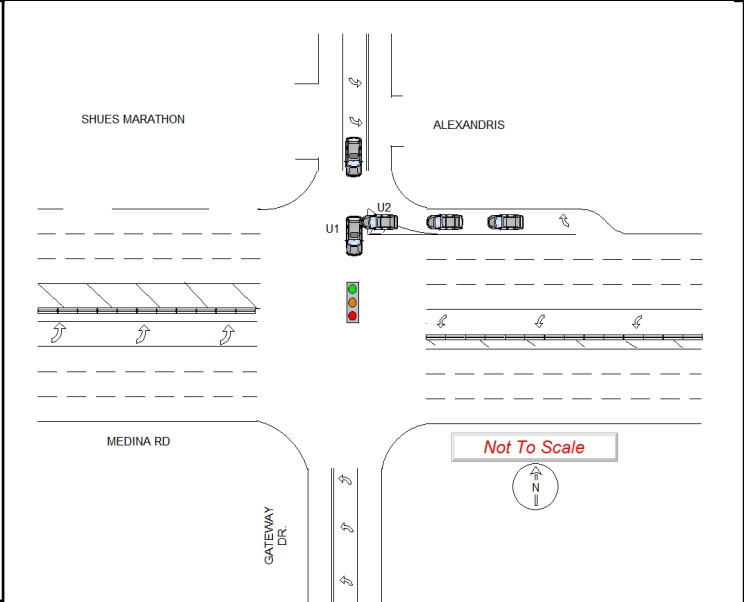 SHUES MARATHON
ALEXANDRIS
U2
U1
MEDINA RD
Not To Scale
N
GATEWAY
DR.